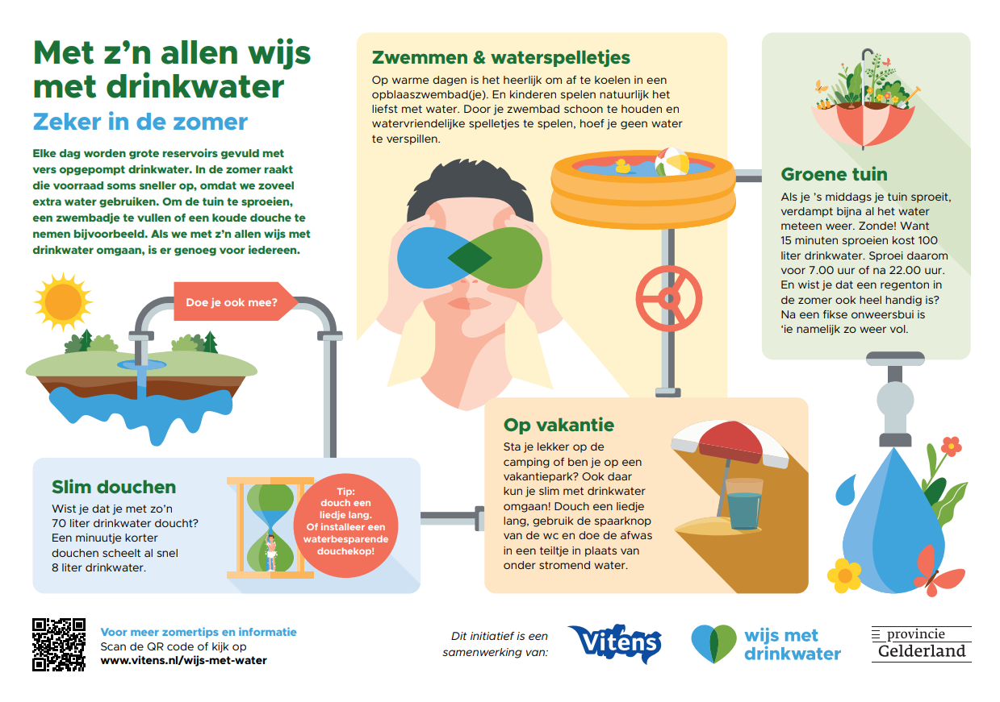 Met z'n allen wijs
met drinkwater
Zeker in de zomer
Elke dag worden grote reservoirs gevuld met
vers opgepompt drinkwater. In de zomer raakt
die voorraad soms sneller op, omdat we zoveel
extra water gebruiken. Om de tuin te sproeien,
een zwembadje te vullen of een koude douche te
nemen bijvoorbeeld. Als we met z'n allen wijs met
drinkwater omgaan, is er genoeg voor iedereen.
Doe je ook mee?
Zwemmen & waterspelletjes
Op warme dagen is het heerlijk om af te koelen in een
opblaaszwembad(je). En kinderen spelen natuurlijk het
liefst met water. Door je zwembad schoon te houden en
watervriendelijke spelletjes te spelen, hoef je geen water
te verspillen.
Groene tuin
Als je 's middags je tuin sproeit,
verdampt bijna al het water
meteen weer. Zonde! Want
15 minuten sproeien kost 100
liter drinkwater. Sproei daarom
voor 7.00 uur of na 22.00 uur.
En wist je dat een regenton in
de zomer ook heel handig is?
Na een fikse onweersbui is
'ie namelijk zo weer vol.
Slim douchen
Wist je dat je met zo'n
70 liter drinkwater doucht?
Een minuutje korter
douchen scheelt al snel
8 liter drinkwater.
Tip:
douch een
liedje lang.
Of installeer een
waterbesparende
douchekop!
Op vakantie
Sta je lekker op de
camping of ben je op een
vakantiepark? Ook daar
kun je slim met drinkwater
omgaan! Douch een liedje
lang, gebruik de spaarknop
van de wc en doe de afwas
in een teiltje in plaats van
onder stromend water.
Voor meer zomertips en informatie
Scan de QR code of kijk op
www.vitens.nl/wijs-met-water
Dit initiatief is een
samenwerking van:
Vitens
wijs met
drinkwater
provincie
Gelderland